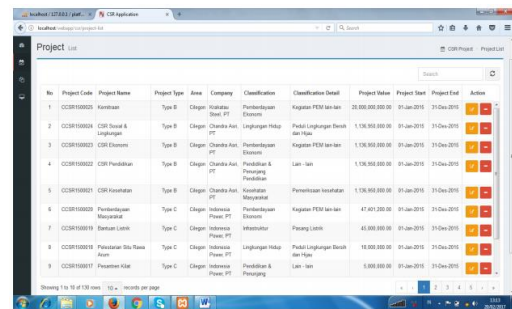 localhost / 127.0.0.1 / platf...
CSR Application
localhost/webapp/csr/project-list
Search
Project List
CSR Project
Project List
Search
No Project Code Project Name Project Type Area Company Classification Classification Detail Project Value Project Start Project End Action
1 CCSR1500025 Kemitraan Type B Cilegon Krakatau Pemberdayaan Kegiatan PEM lain-lain 20,000,000,000.00 01-Jan-2015 31-Dec-2015
Steel, PT Ekonomi
2 CCSR1500024 CSR Sosial & Type B Cilegon Chandra Asri, Lingkungan Hidup Peduli Lingkungan Bersih 1,136,950,000.00 01-Jan-2015 31-Dec-2015
Lingkungan PT dan Hijau
3 CCSR1500023 CSR Ekonomi Type B Cilegon Chandra Asri, Pemberdayaan Kegiatan PEM lain-lain 1,136,950,000.00 01-Jan-2015 31-Dec-2015
PT Ekonomi
4 CCSR1500022 CSR Pendidikan Type B Cilegon Chandra Asri, Pendidikan & Lain - lain 1,136,950,000.00 01-Jan-2015 31-Dec-2015
PT Penunjang
Pendidikan
5 CCSR1500021 CSR Kesehatan Type B Cilegon Chandra Asri, Kesehatan Pemeriksaan kesehatan 1,136,950,000.00 01-Jan-2015 31-Dec-2015
PT Masyarakat
6 CCSR1500020 Pemberdayaan Type C Cilegon Indonesia Pemberdayaan Kegiatan PEM lain-lain 47,401,200.00 01-Jan-2015 31-Dec-2015
Masyarakat Power, PT Ekonomi
7 CCSR1500019 Bantuan Listrik Type C Cilegon Indonesia Infrastruktur Pasang Listrik 45,000,000.00 01-Jan-2015 31-Dec-2015
Power, PT
8 CCSR1500018 Pelestarian Situ Rawa Type C Cilegon Indonesia Lingkungan Hidup Peduli Lingkungan Bersih 18,000,000.00 01-Jan-2015 31-Dec-2015
Arum Power, PT dan Hijau
9 CCSR1500017 Pesantren Kilat Type C Cilegon Indonesia Pendidikan & Lain - lain 5,000,000.00 01-Jan-2015 31-Dec-2015
Power, PT Penunjang
Showing 1 to 10 of 130 rows 10 records per page
« ‹ 1 2 3 4 5 › »
13:13
20/02/2017